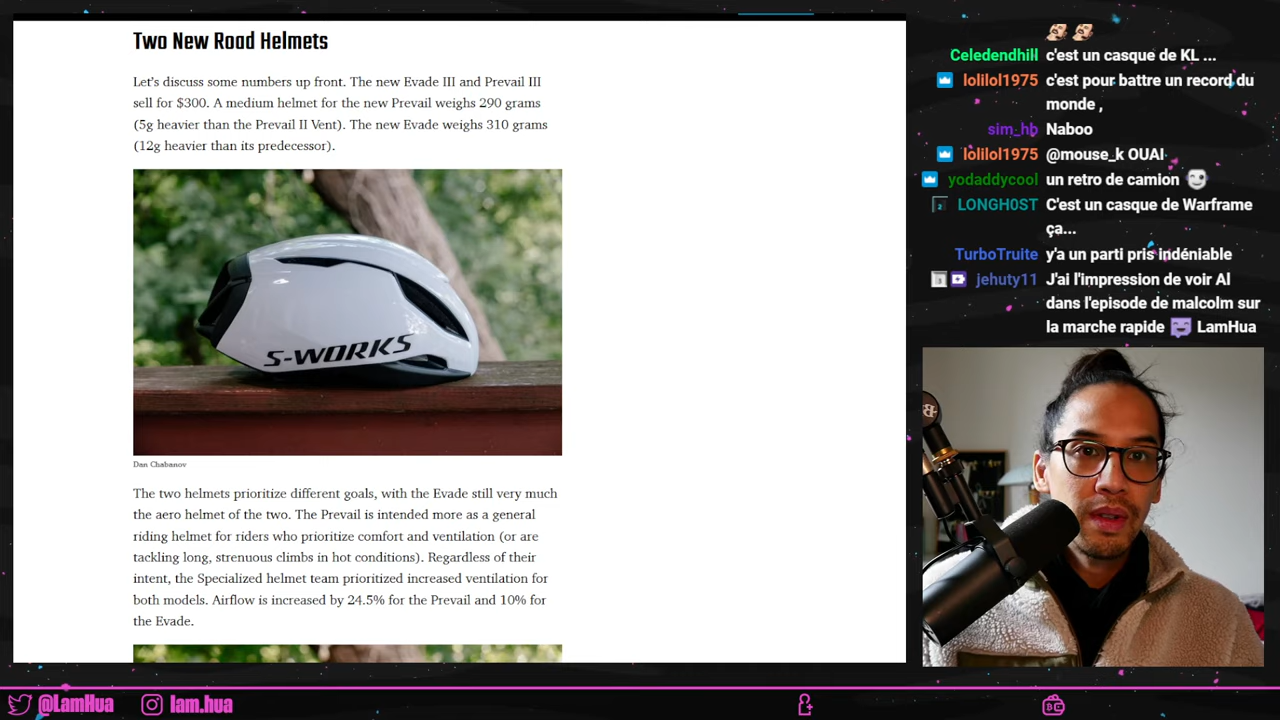 Two New Road Helmets
Let's discuss some numbers up front. The new Evade III and Prevail III
sell for $300. A medium helmet for the new Prevail weighs 290 grams
(5g heavier than the Prevail II Vent). The new Evade weighs 310 grams
(12g heavier than its predecessor).
S-WORKS
Dan Chabanov
The two helmets prioritize different goals, with the Evade still very much
the aero helmet of the two. The Prevail is intended more as a general
riding helmet for riders who prioritize comfort and ventilation (or are
tackling long, strenuous climbs in hot conditions). Regardless of their
intent, the Specialized helmet team prioritized increased ventilation for
both models. Airflow is increased by 24.5% for the Prevail and 10% for
the Evade.
Celedendhill c'est un casque de KL ...
lolilol1975 c'est pour battre un record du
monde ,
sim_hb Naboo
lolilol1975 @mouse_k OUAI
yodaddycool un retro de camion
LONGH0ST C'est un casque de Warframe
ça...
TurboTruite y'a un parti pris indéniable
jehuty11 J'ai l'impression de voir Al
dans l'episode de malcolm sur
la marche rapide LamHua
@LamHua lam.hua